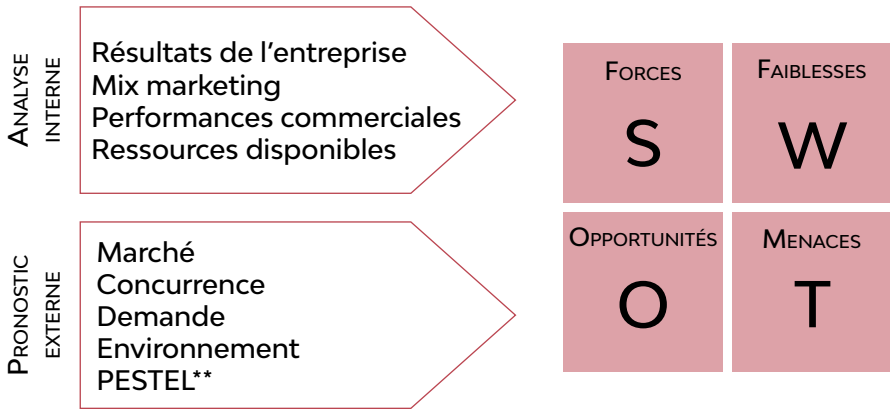 ANALYSE
INTERNE
Résultats de l’entreprise
Mix marketing
Performances commerciales
Ressources disponibles
FORCES
S
FAIBLESSES
W
PRONOSTIC
EXTERNE
Marché
Concurrence
Demande
Environnement
PESTEL**
OPPORTUNITÉS
O
MENACES
T